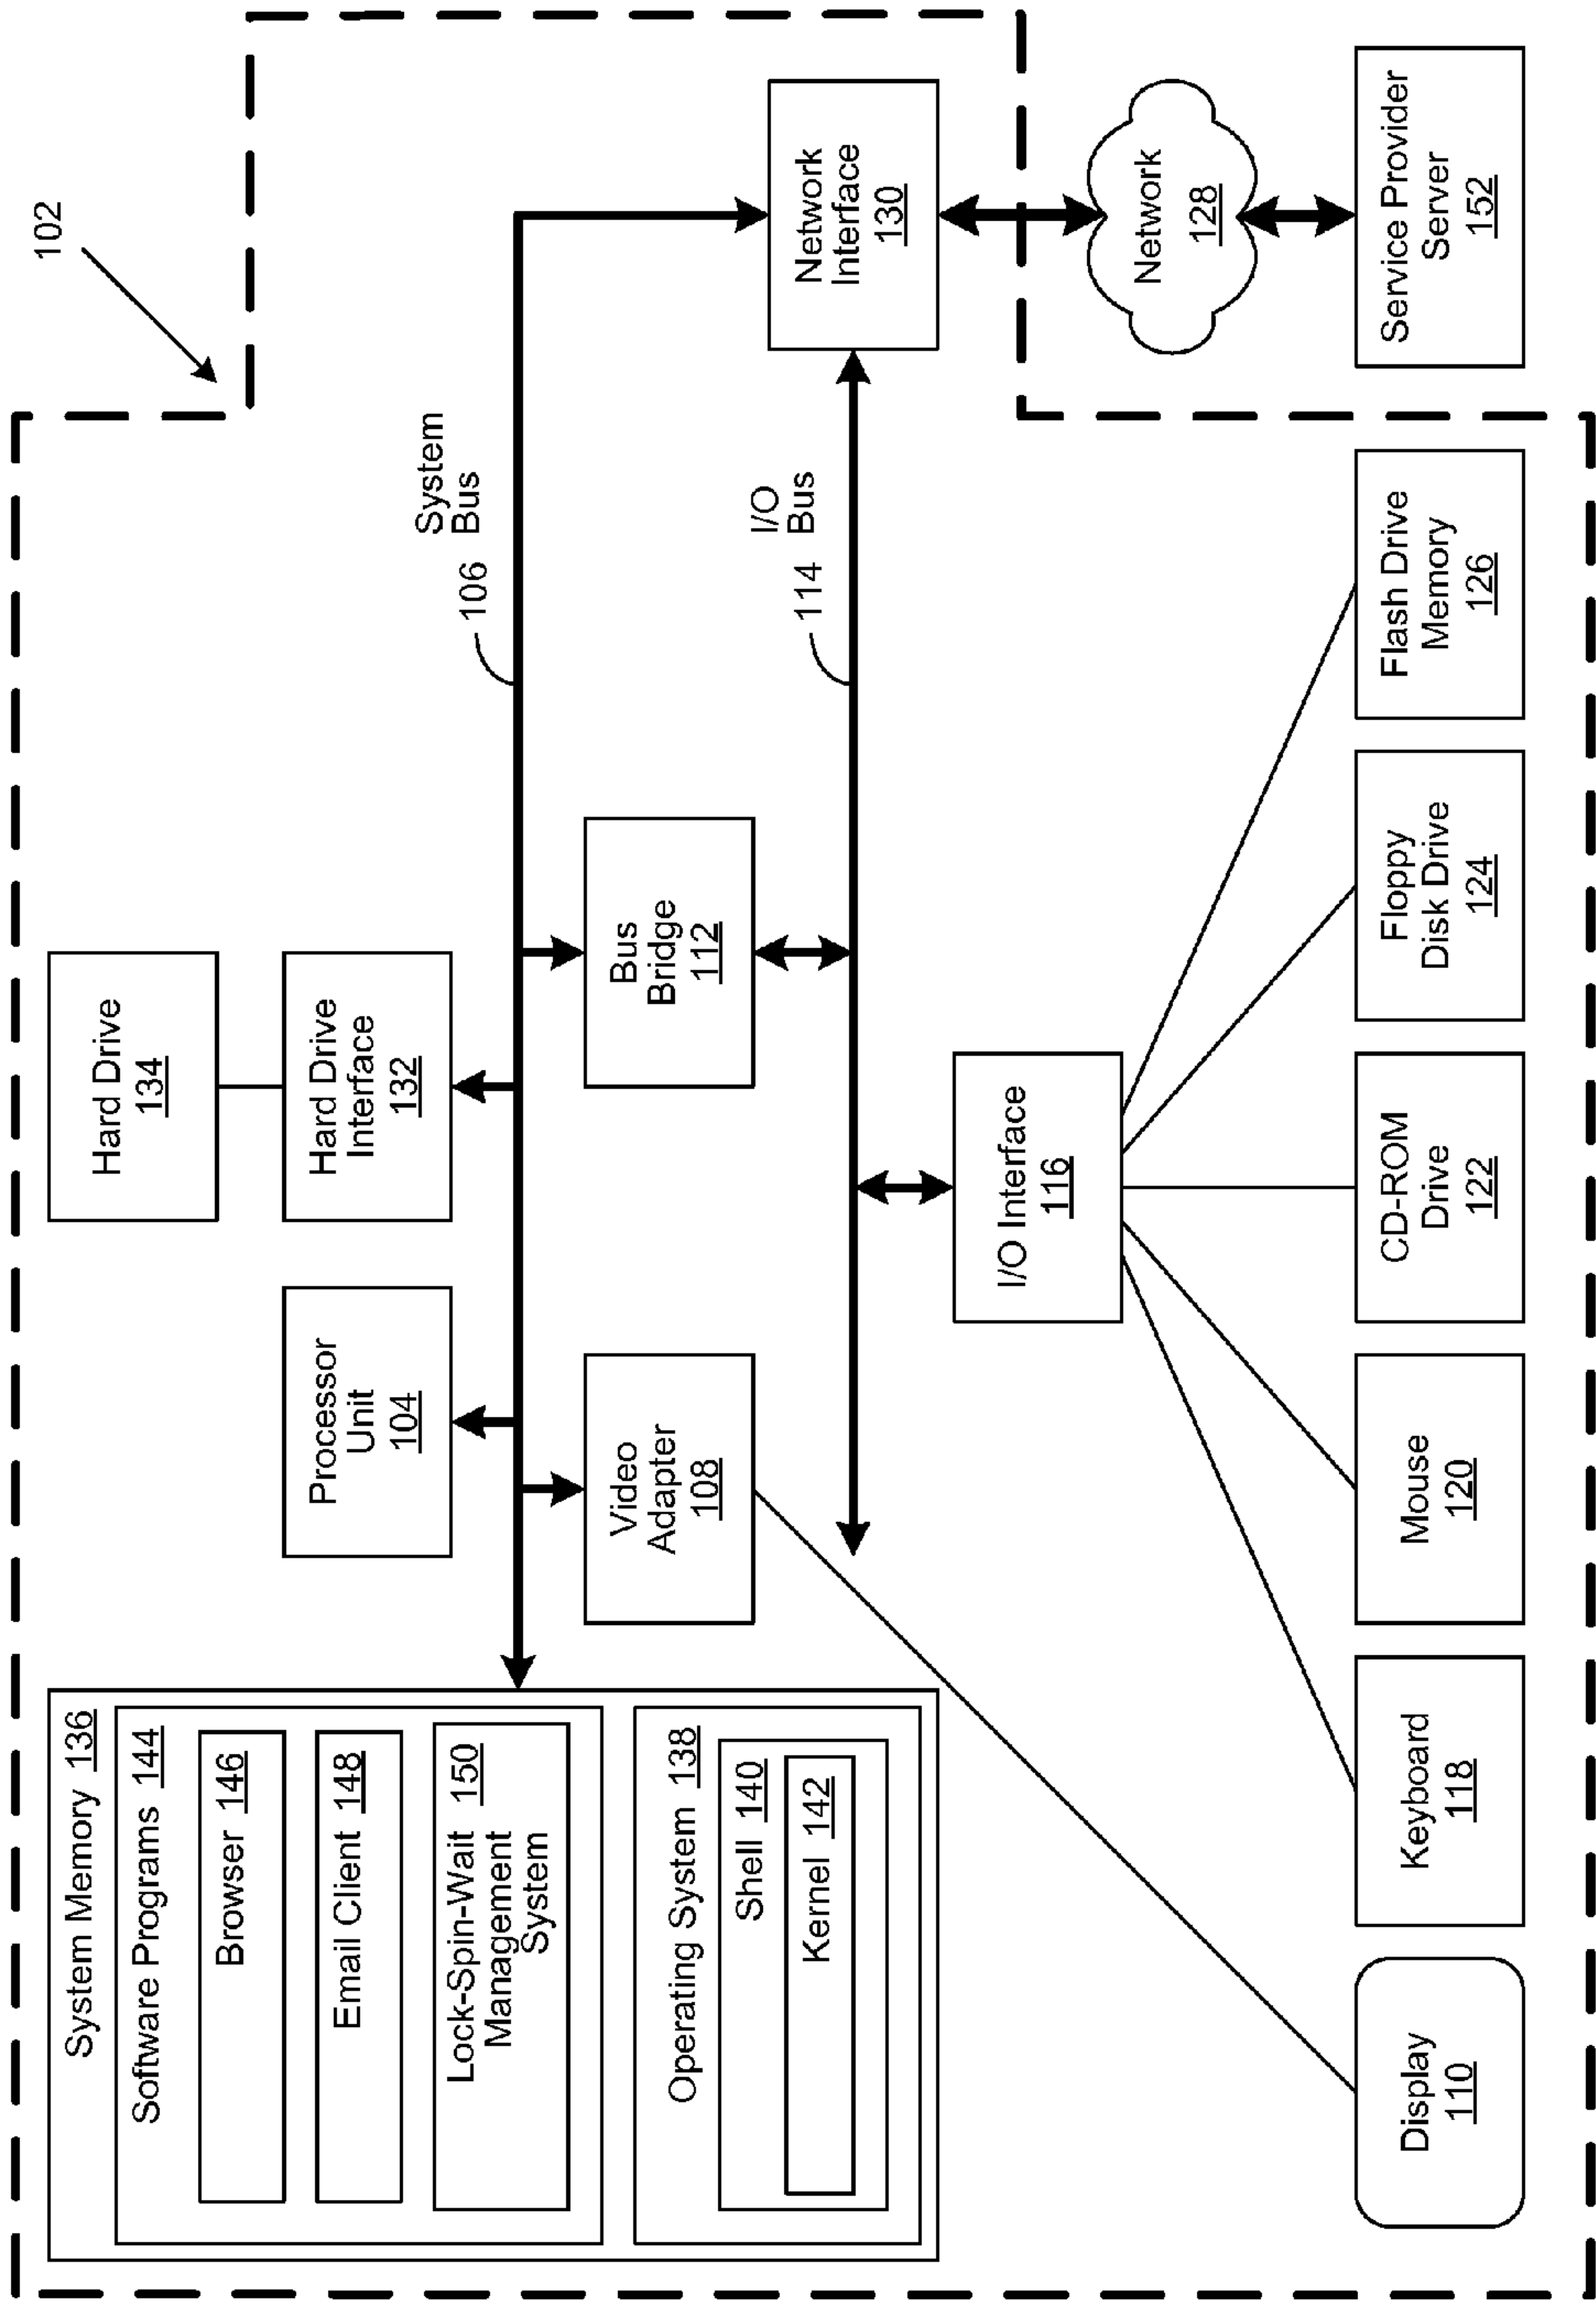 102
System Memory 136
Software Programs 144
Browser 146
Email Client 148
Lock-Spin-Wait 150
Management
System
Operating System 138
Shell 140
Kernel 142
Hard Drive
134
Processor
Unit
104
Hard Drive
Interface
132
System
Bus
106
Video
Adapter
108
Bus
Bridge
112
I/O
Bus
114
Network
Interface
130
I/O Interface
116
Network
128
Display
110
Keyboard
118
Mouse
120
CD-ROM
Drive
122
Floppy
Disk Drive
124
Flash Drive
Memory
126
Service Provider
Server
152